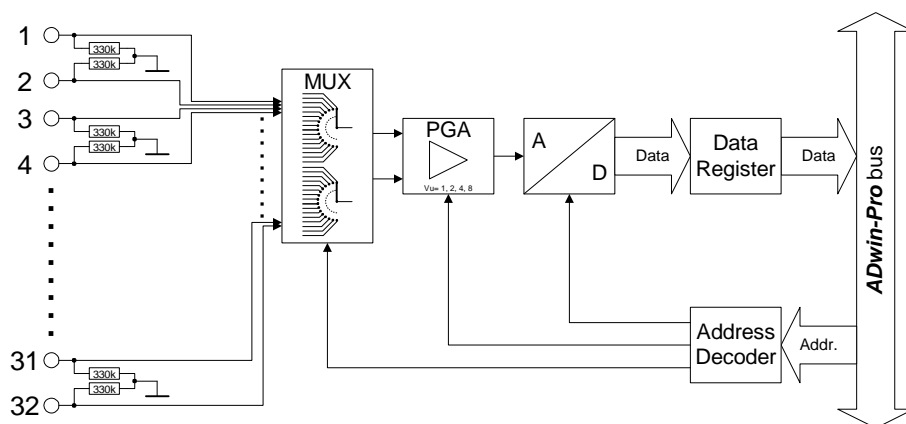 1
330k
330k
2
3
330k
330k
4
31
330k
330k
32
MUX
PGA
Vu= 1, 2, 4, 8
A
D
Data
Data
Register
Data
Address
Decoder
Addr.
ADwin-Pro bus